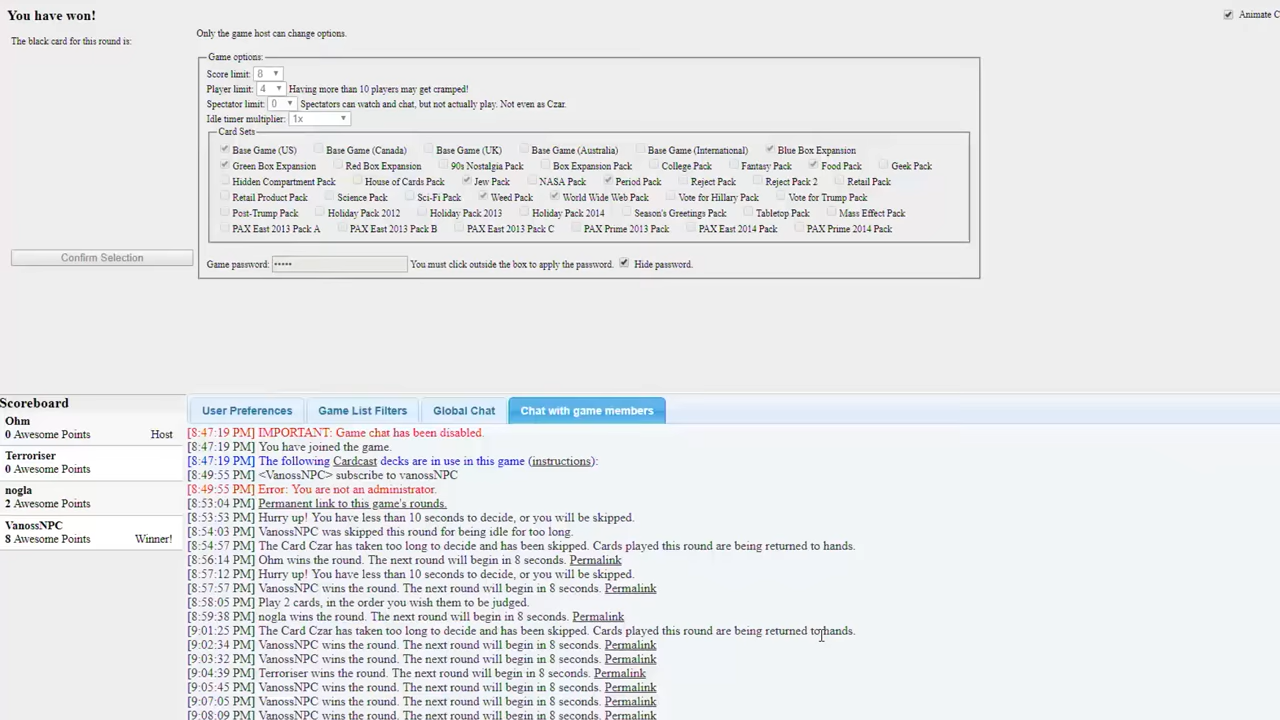 You have won!
Animate C
The black card for this round is:
Only the game host can change options.
Game options:
Score limit: 8
Player limit: 4 Having more than 10 players may get cramped!
Spectator limit: 0 Spectators can watch and chat, but not actually play. Not even as Czar.
Idle timer multiplier: 1x
Card Sets
Base Game (US) Base Game (Canada) Base Game (UK) Base Game (Australia) Base Game (International) Blue Box Expansion
Green Box Expansion Red Box Expansion 90s Nostalgia Pack Box Expansion Pack College Pack Fantasy Pack Food Pack Geek Pack
Hidden Compartment Pack House of Cards Pack Jew Pack NASA Pack Period Pack Reject Pack Reject Pack 2 Retail Pack
Retail Product Pack Science Pack Sci-Fi Pack Weed Pack World Wide Web Pack Vote for Hillary Pack Vote for Trump Pack
Post-Trump Pack Holiday Pack 2012 Holiday Pack 2013 Holiday Pack 2014 Season's Greetings Pack Tabletop Pack Mass Effect Pack
PAX East 2013 Pack A PAX East 2013 Pack B PAX East 2013 Pack C PAX Prime 2013 Pack PAX East 2014 Pack PAX Prime 2014 Pack
Confirm Selection
Game password: ••••• You must click outside the box to apply the password. Hide password.
Scoreboard
Ohm
0 Awesome Points Host
Terroriser
0 Awesome Points
nogla
2 Awesome Points
VanossNPC
8 Awesome Points Winner!
User Preferences Game List Filters Global Chat Chat with game members
[8:47:19 PM] IMPORTANT: Game chat has been disabled.
[8:47:19 PM] You have joined the game.
[8:47:19 PM] The following Cardcast decks are in use in this game (instructions):
[8:49:55 PM] <VanossNPC> subscribe to vanossNPC
[8:49:55 PM] Error: You are not an administrator.
[8:53:04 PM] Permanent link to this game's rounds.
[8:53:53 PM] Hurry up! You have less than 10 seconds to decide, or you will be skipped.
[8:54:03 PM] VanossNPC was skipped this round for being idle for too long.
[8:54:57 PM] The Card Czar has taken too long to decide and has been skipped. Cards played this round are being returned to hands.
[8:56:14 PM] Ohm wins the round. The next round will begin in 8 seconds. Permalink
[8:57:12 PM] Hurry up! You have less than 10 seconds to decide, or you will be skipped.
[8:57:57 PM] VanossNPC wins the round. The next round will begin in 8 seconds. Permalink
[8:58:05 PM] Play 2 cards, in the order you wish them to be judged.
[8:59:38 PM] nogla wins the round. The next round will begin in 8 seconds. Permalink
[9:01:25 PM] The Card Czar has taken too long to decide and has been skipped. Cards played this round are being returned to hands.
[9:02:34 PM] VanossNPC wins the round. The next round will begin in 8 seconds. Permalink
[9:03:32 PM] VanossNPC wins the round. The next round will begin in 8 seconds. Permalink
[9:04:39 PM] Terroriser wins the round. The next round will begin in 8 seconds. Permalink
[9:05:45 PM] VanossNPC wins the round. The next round will begin in 8 seconds. Permalink
[9:07:05 PM] VanossNPC wins the round. The next round will begin in 8 seconds. Permalink
[9:08:09 PM] VanossNPC wins the round. The next round will begin in 8 seconds. Permalink